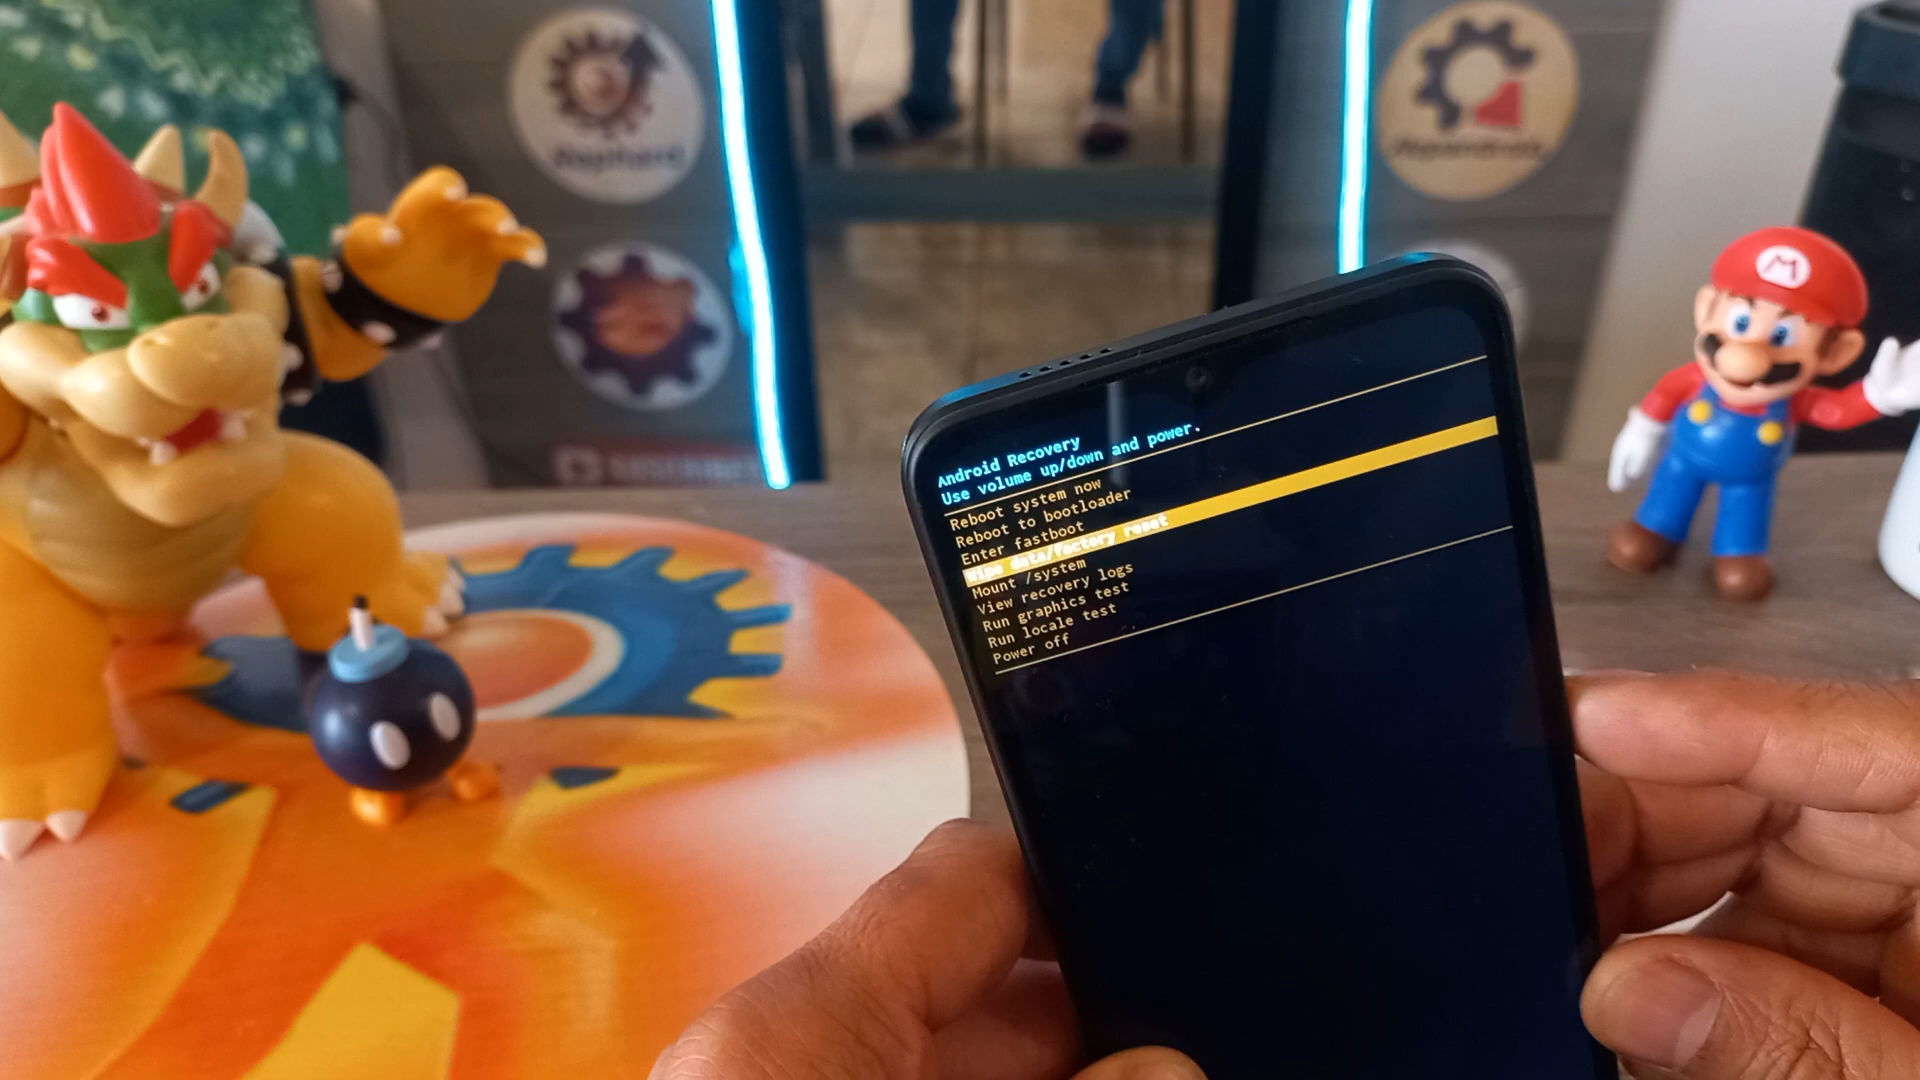 Android Recovery
Use volume up/down and power.
Reboot system now
Reboot to bootloader
Enter fastboot
Wipe data/factory reset
Mount /system
View recovery logs
Run graphics test
Run locale test
Power off
M